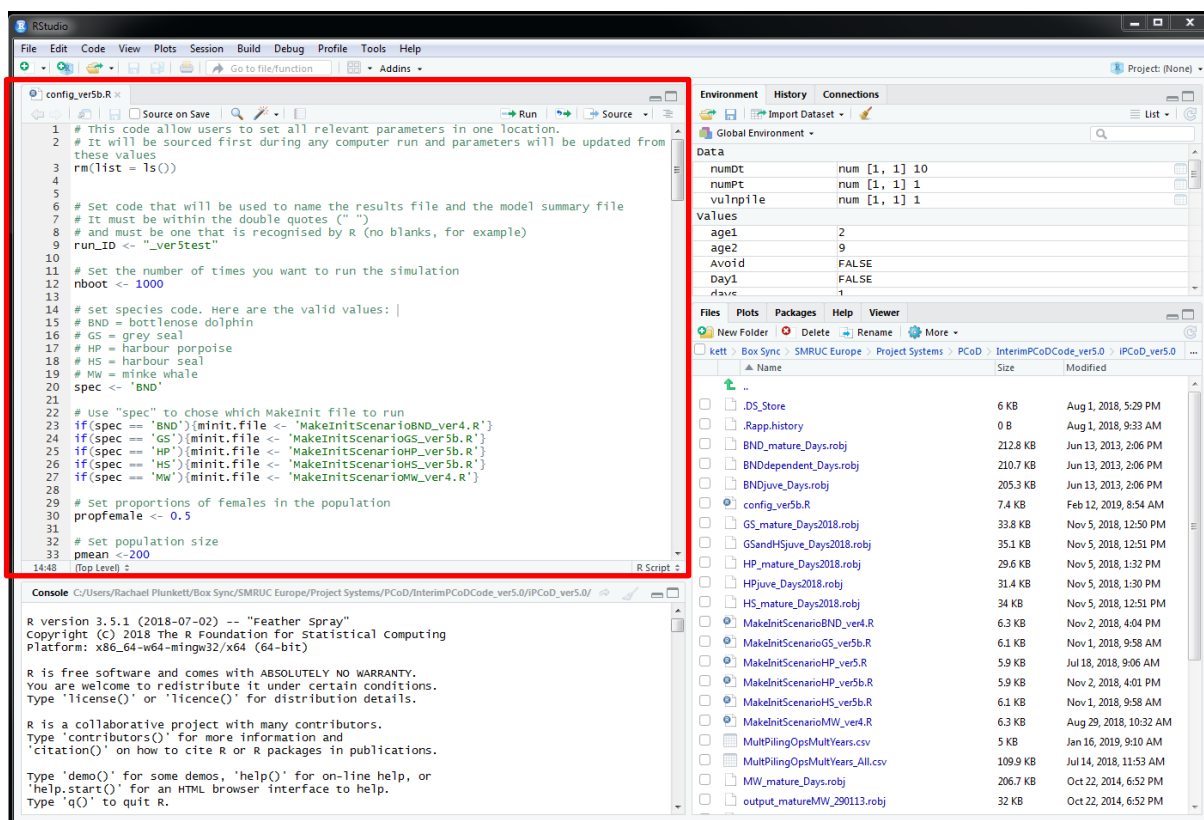 RStudio
File Edit Code View Plots Session Build Debug Profile Tools Help
Go to file/function Addins Project: (None)
config_ver5b.R
Source on Save Run Source
1 # This code allow users to set all relevant parameters in one location.
2 # It will be sourced first during any computer run and parameters will be updated from
these values
3 rm(list = ls())
4
5
6 # Set code that will be used to name the results file and the model summary file
7 # It must be within the double quotes (" ")
8 # and must be one that is recognised by R (no blanks, for example)
9 run_ID <- "_ver5test"
10
11 # Set the number of times you want to run the simulation
12 nboot <- 1000
13
14 # set species code. Here are the valid values:
15 # BND = bottlenose dolphin
16 # GS = grey seal
17 # HP = harbour porpoise
18 # HS = harbour seal
19 # MW = minke whale
20 spec <- 'BND'
21
22 # Use "spec" to chose which MakeInit file to run
23 if(spec == 'BND'){minit.file <- 'MakeInitScenarioBND_ver4.R'}
24 if(spec == 'GS'){minit.file <- 'MakeInitScenarioGS_ver5b.R'}
25 if(spec == 'HP'){minit.file <- 'MakeInitScenarioHP_ver5b.R'}
26 if(spec == 'HS'){minit.file <- 'MakeInitScenarioHS_ver5b.R'}
27 if(spec == 'MW'){minit.file <- 'MakeInitScenarioMW_ver4.R'}
28
29 # Set proportions of females in the population
30 propfemale <- 0.5
31
32 # Set population size
33 pmean <-200
14:48 (Top Level) R Script
Console C:/Users/Rachael Plunkett/Box Sync/SMRUC Europe/Project Systems/PCoD/InterimPCoDCode_ver5.0/iPCoD_ver5.0/
R version 3.5.1 (2018-07-02) -- "Feather Spray"
Copyright (C) 2018 The R Foundation for Statistical Computing
Platform: x86_64-w64-mingw32/x64 (64-bit)
R is free software and comes with ABSOLUTELY NO WARRANTY.
You are welcome to redistribute it under certain conditions.
Type 'license()' or 'licence()' for distribution details.
R is a collaborative project with many contributors.
Type 'contributors()' for more information and
'citation()' on how to cite R or R packages in publications.
Type 'demo()' for some demos, 'help()' for on-line help, or
'help.start()' for an HTML browser interface to help.
Type 'q()' to quit R.
Environment History Connections
Import Dataset List
Global Environment
Data
numDt num [1, 1] 10
numPt num [1, 1] 1
vulnpile num [1, 1] 1
Values
age1 2
age2 9
Avoid FALSE
Day1 FALSE
days 1
Files Plots Packages Help Viewer
New Folder Delete Rename More
kett Box Sync SMRUC Europe Project Systems PCoD InterimPCoDCode_ver5.0 iPCoD_ver5.0 ...
Name Size Modified
..
.DS_Store 6 KB Aug 1, 2018, 5:29 PM
.Rapp.history 0 B Aug 1, 2018, 9:33 AM
BND_mature_Days.robj 212.8 KB Jun 13, 2013, 2:06 PM
BNDdependent_Days.robj 210.7 KB Jun 13, 2013, 2:06 PM
BNDjuve_Days.robj 205.3 KB Jun 13, 2013, 2:06 PM
config_ver5b.R 7.4 KB Feb 12, 2019, 8:54 AM
GS_mature_Days2018.robj 33.8 KB Nov 5, 2018, 12:50 PM
GSandHSjuve_Days2018.robj 35.1 KB Nov 5, 2018, 12:51 PM
HP_mature_Days2018.robj 29.6 KB Nov 5, 2018, 1:32 PM
HPjuve_Days2018.robj 31.4 KB Nov 5, 2018, 1:30 PM
HS_mature_Days2018.robj 34 KB Nov 5, 2018, 12:51 PM
MakeInitScenarioBND_ver4.R 6.3 KB Nov 2, 2018, 4:04 PM
MakeInitScenarioGS_ver5b.R 6.1 KB Nov 1, 2018, 9:58 AM
MakeInitScenarioHP_ver5.R 5.9 KB Jul 18, 2018, 9:06 AM
MakeInitScenarioHP_ver5b.R 5.9 KB Nov 2, 2018, 4:01 PM
MakeInitScenarioHS_ver5b.R 6.1 KB Nov 1, 2018, 9:58 AM
MakeInitScenarioMW_ver4.R 6.3 KB Aug 29, 2018, 10:32 AM
MultPilingOpsMultYears.csv 5 KB Jan 16, 2019, 9:10 AM
MultPilingOpsMultYears_All.csv 109.9 KB Jul 14, 2018, 11:53 AM
MW_mature_Days.robj 206.7 KB Oct 22, 2014, 6:52 PM
output_matureMW_290113.robj 32 KB Oct 22, 2014, 6:52 PM